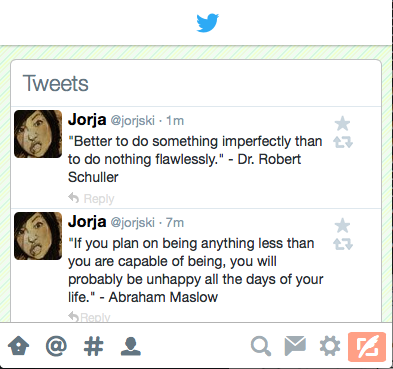 Tweets
Jorja @jorjski · 1m
"Better to do something imperfectly than
to do nothing flawlessly." - Dr. Robert
Schuller
Reply
Jorja @jorjski · 7m
"If you plan on being anything less than
you are capable of being, you will
probably be unhappy all the days of your
life." - Abraham Maslow
Reply
@ #